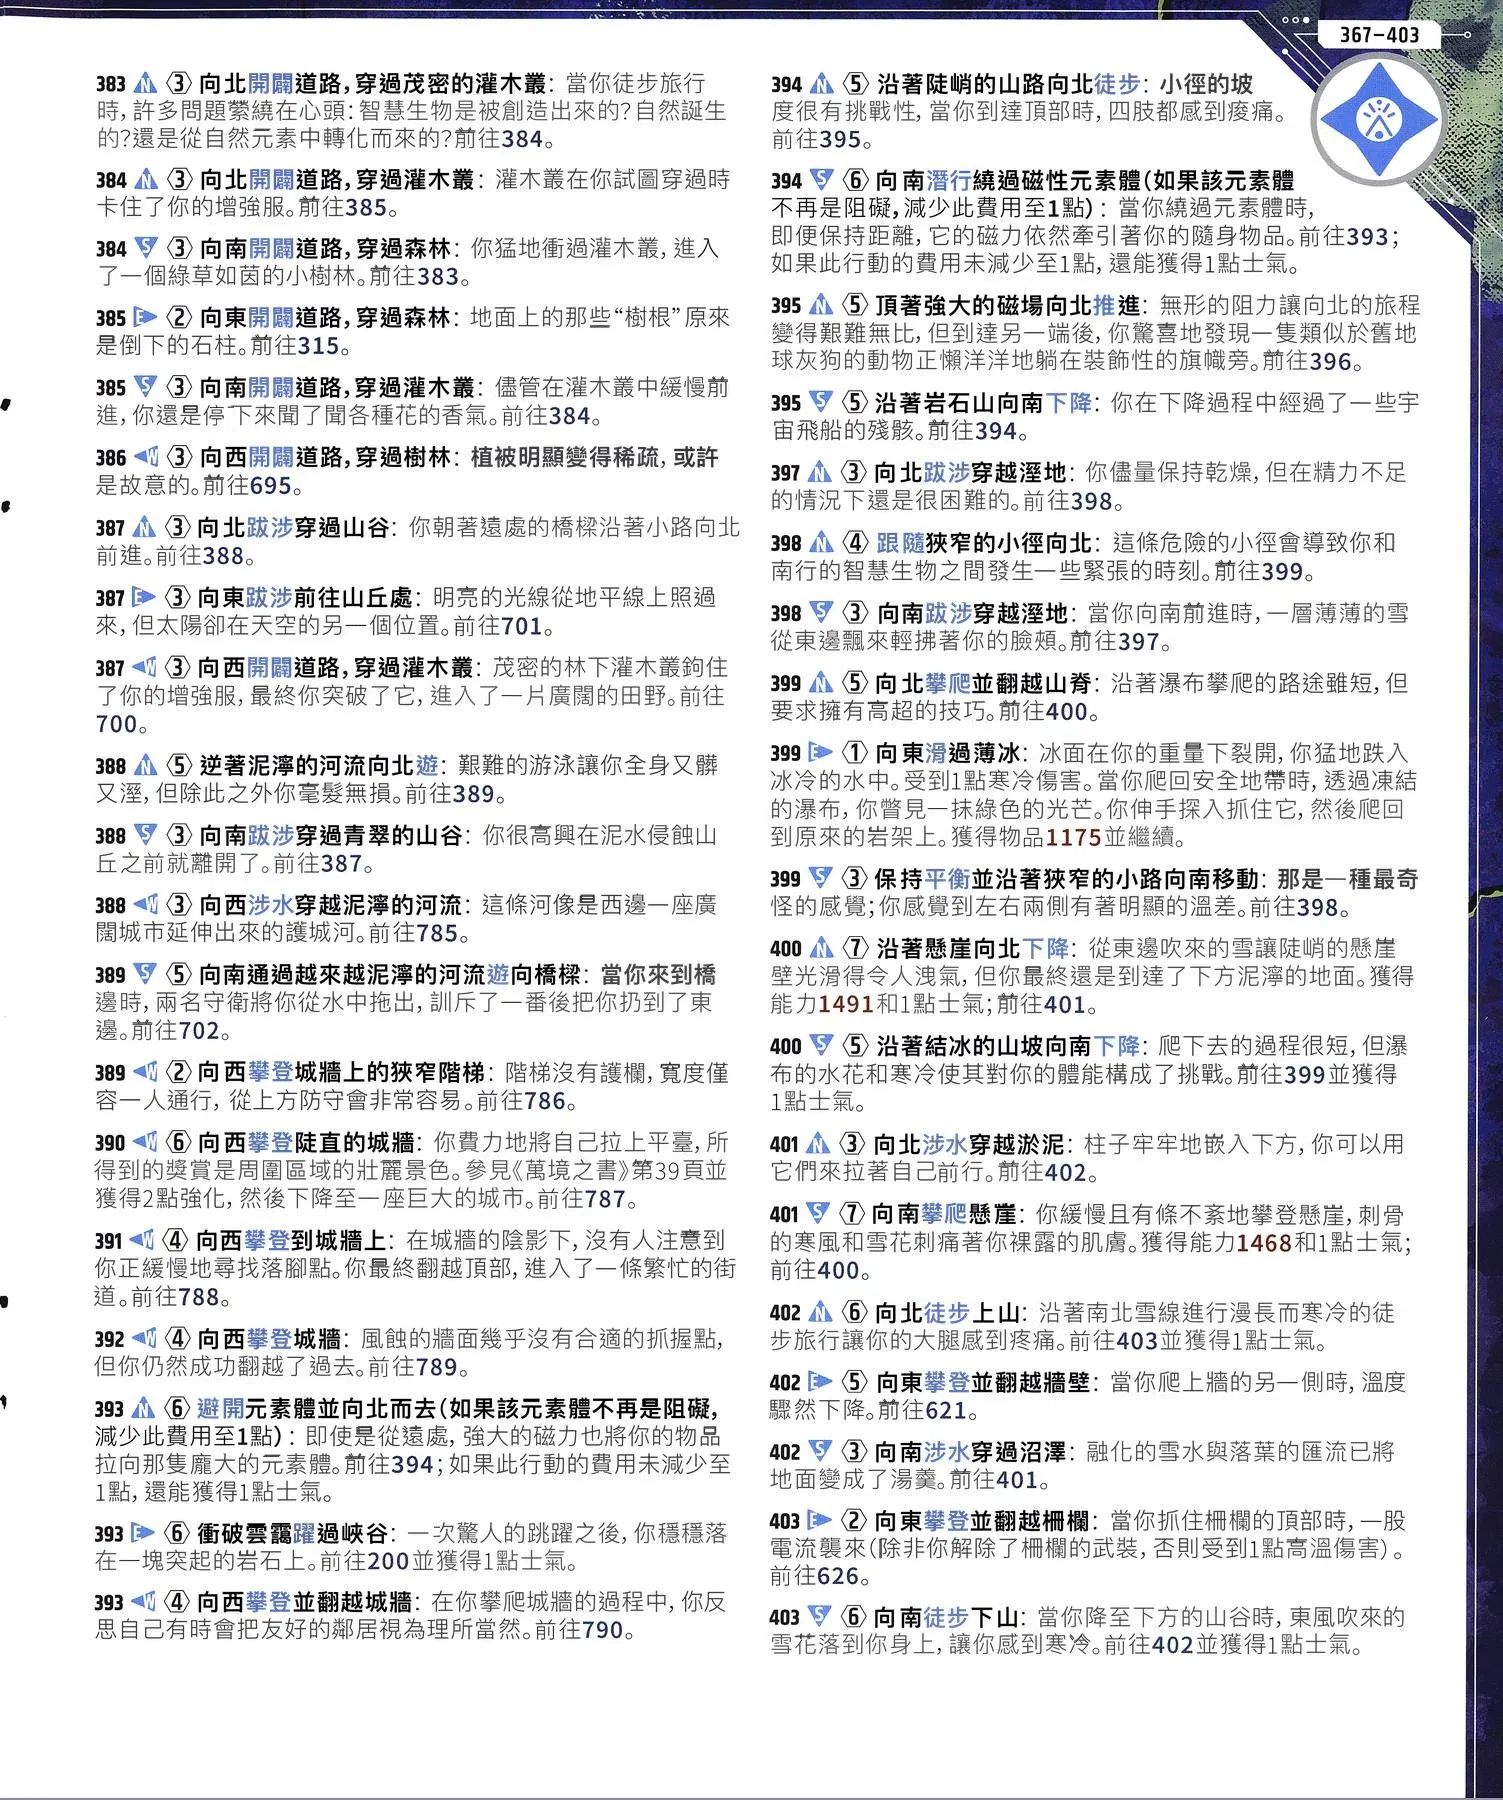 367–403
383 N 3 向北開闢道路,穿過茂密的灌木叢: 當你徒步旅行
時,許多問題縈繞在心頭:智慧生物是被創造出來的?自然誕生
的?還是從自然元素中轉化而來的?前往384。
384 N 3 向北開闢道路,穿過灌木叢: 灌木叢在你試圖穿過時
卡住了你的增強服。前往385。
384 S 3 向南開闢道路,穿過森林: 你猛地衝過灌木叢,進入
了一個綠草如茵的小樹林。前往383。
385 E 2 向東開闢道路,穿過森林: 地面上的那些“樹根”原來
是倒下的石柱。前往315。
385 S 3 向南開闢道路,穿過灌木叢: 儘管在灌木叢中緩慢前
進,你還是停下來聞了聞各種花的香氣。前往384。
386 W 3 向西開闢道路,穿過樹林: 植被明顯變得稀疏,或許
是故意的。前往695。
387 N 3 向北跋涉穿過山谷: 你朝著遠處的橋樑沿著小路向北
前進。前往388。
387 E 3 向東跋涉前往山丘處: 明亮的光線從地平線上照過
來,但太陽卻在天空的另一個位置。前往701。
387 W 3 向西開闢道路,穿過灌木叢: 茂密的林下灌木叢鉤住
了你的增強服,最終你突破了它,進入了一片廣闊的田野。前往
700。
388 N 5 逆著泥濘的河流向北遊: 艱難的游泳讓你全身又髒
又溼,但除此之外你毫髮無損。前往389。
388 S 3 向南跋涉穿過青翠的山谷: 你很高興在泥水侵蝕山
丘之前就離開了。前往387。
388 W 3 向西涉水穿越泥濘的河流: 這條河像是西邊一座廣
闊城市延伸出來的護城河。前往785。
389 S 5 向南通過越來越泥濘的河流遊向橋樑: 當你來到橋
邊時,兩名守衛將你從水中拖出,訓斥了一番後把你扔到了東
邊。前往702。
389 W 2 向西攀登城牆上的狹窄階梯: 階梯沒有護欄,寬度僅
容一人通行,從上方防守會非常容易。前往786。
390 W 6 向西攀登陡直的城牆: 你費力地將自己拉上平臺,所
得到的獎賞是周圍區域的壯麗景色。參見《萬境之書》第39頁並
獲得2點強化,然後下降至一座巨大的城市。前往787。
391 W 4 向西攀登到城牆上: 在城牆的陰影下,沒有人注意到
你正緩慢地尋找落腳點。你最終翻越頂部,進入了一條繁忙的街
道。前往788。
392 W 4 向西攀登城牆: 風蝕的牆面幾乎沒有合適的抓握點,
但你仍然成功翻越了過去。前往789。
393 N 6 避開元素體並向北而去(如果該元素體不再是阻礙,
減少此費用至1點): 即使是從遠處,強大的磁力也將你的物品
拉向那隻龐大的元素體。前往394;如果此行動的費用未減少至
1點,還能獲得1點士氣。
393 E 6 衝破雲靄躍過峽谷: 一次驚人的跳躍之後,你穩穩落
在一塊突起的岩石上。前往200並獲得1點士氣。
393 W 4 向西攀登並翻越城牆: 在你攀爬城牆的過程中,你反
思自己有時會把友好的鄰居視為理所當然。前往790。
394 N 5 沿著陡峭的山路向北徒步: 小徑的坡
度很有挑戰性,當你到達頂部時,四肢都感到痠痛。
前往395。
394 S 6 向南潛行繞過磁性元素體(如果該元素體
不再是阻礙,減少此費用至1點): 當你繞過元素體時,
即便保持距離,它的磁力依然牽引著你的隨身物品。前往393;
如果此行動的費用未減少至1點,還能獲得1點士氣。
395 N 5 頂著強大的磁場向北推進: 無形的阻力讓向北的旅程
變得艱難無比,但到達另一端後,你驚喜地發現一隻類似於舊地
球灰狗的動物正懶洋洋地躺在裝飾性的旗幟旁。前往396。
395 S 5 沿著岩石山向南下降: 你在下降過程中經過了一些宇
宙飛船的殘骸。前往394。
397 N 3 向北跋涉穿越溼地: 你儘量保持乾燥,但在精力不足
的情況下還是很困難的。前往398。
398 N 4 跟隨狹窄的小徑向北: 這條危險的小徑會導致你和
南行的智慧生物之間發生一些緊張的時刻。前往399。
398 S 3 向南跋涉穿越溼地: 當你向南前進時,一層薄薄的雪
從東邊飄來輕拂著你的臉頰。前往397。
399 N 5 向北攀爬並翻越山脊: 沿著瀑布攀爬的路途雖短,但
要求擁有高超的技巧。前往400。
399 E 1 向東滑過薄冰: 冰面在你的重量下裂開,你猛地跌入
冰冷的水中。受到1點寒冷傷害。當你爬回安全地帶時,透過凍結
的瀑布,你瞥見一抹綠色的光芒。你伸手探入抓住它,然後爬回
到原來的岩架上。獲得物品1175並繼續。
399 S 3 保持平衡並沿著狹窄的小路向南移動: 那是一種最奇
怪的感覺;你感覺到左右兩側有著明顯的溫差。前往398。
400 N 7 沿著懸崖向北下降: 從東邊吹來的雪讓陡峭的懸崖
壁光滑得令人洩氣,但你最終還是到達了下方泥濘的地面。獲得
能力1491和1點士氣;前往401。
400 S 5 沿著結冰的山坡向南下降: 爬下去的過程很短,但瀑
布的水花和寒冷使其對你的體能構成了挑戰。前往399並獲得
1點士氣。
401 N 3 向北涉水穿越淤泥: 柱子牢牢地嵌入下方,你可以用
它們來拉著自己前行。前往402。
401 S 7 向南攀爬懸崖: 你緩慢且有條不紊地攀登懸崖,刺骨
的寒風和雪花刺痛著你裸露的肌膚。獲得能力1468和1點士氣;
前往400。
402 N 6 向北徒步上山: 沿著南北雪線進行漫長而寒冷的徒
步旅行讓你的大腿感到疼痛。前往403並獲得1點士氣。
402 E 5 向東攀登並翻越牆壁: 當你爬上牆的另一側時,溫度
驟然下降。前往621。
402 S 3 向南涉水穿過沼澤: 融化的雪水與落葉的匯流已將
地面變成了湯羹。前往401。
403 E 2 向東攀登並翻越柵欄: 當你抓住柵欄的頂部時,一股
電流襲來(除非你解除了柵欄的武裝,否則受到1點高溫傷害)。
前往626。
403 S 6 向南徒步下山: 當你降至下方的山谷時,東風吹來的
雪花落到你身上,讓你感到寒冷。前往402並獲得1點士氣。